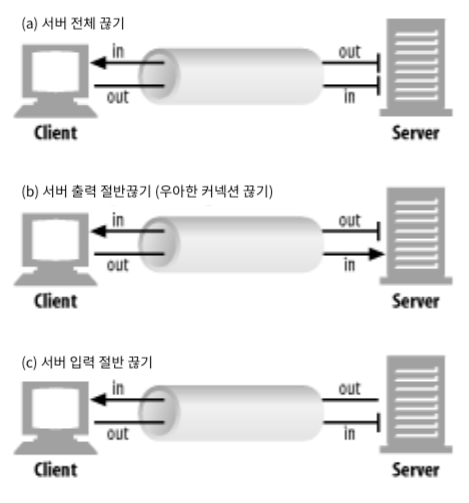 (a) 서버 전체 끊기
in
out
out
in
Client
Server
(b) 서버 출력 절반끊기 (우아한 커넥션 끊기)
in
out
out
in
Client
Server
(c) 서버 입력 절반 끊기
in
out
out
in
Client
Server